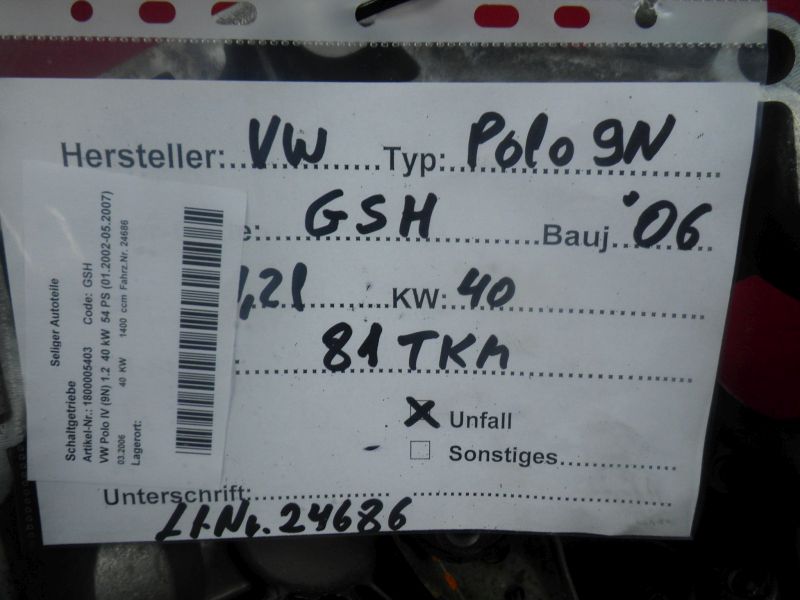 Hersteller: VW Typ: Polo 9N
e: GSH Bauj. '06
1,2l KW: 40
81 TKm
Unfall
Sonstiges
Unterschrift:
Lf.Nr. 24686
Seliger Autoteile
Schaltgetriebe
Artikel-Nr.: 1800005403 Code: GSH
VW Polo IV (9N) 1.2 40 kW 54 PS (01.2002-05.2007)
03.2006 40 KW 1400 ccm Fahrz.Nr. 24686
Lagerort: